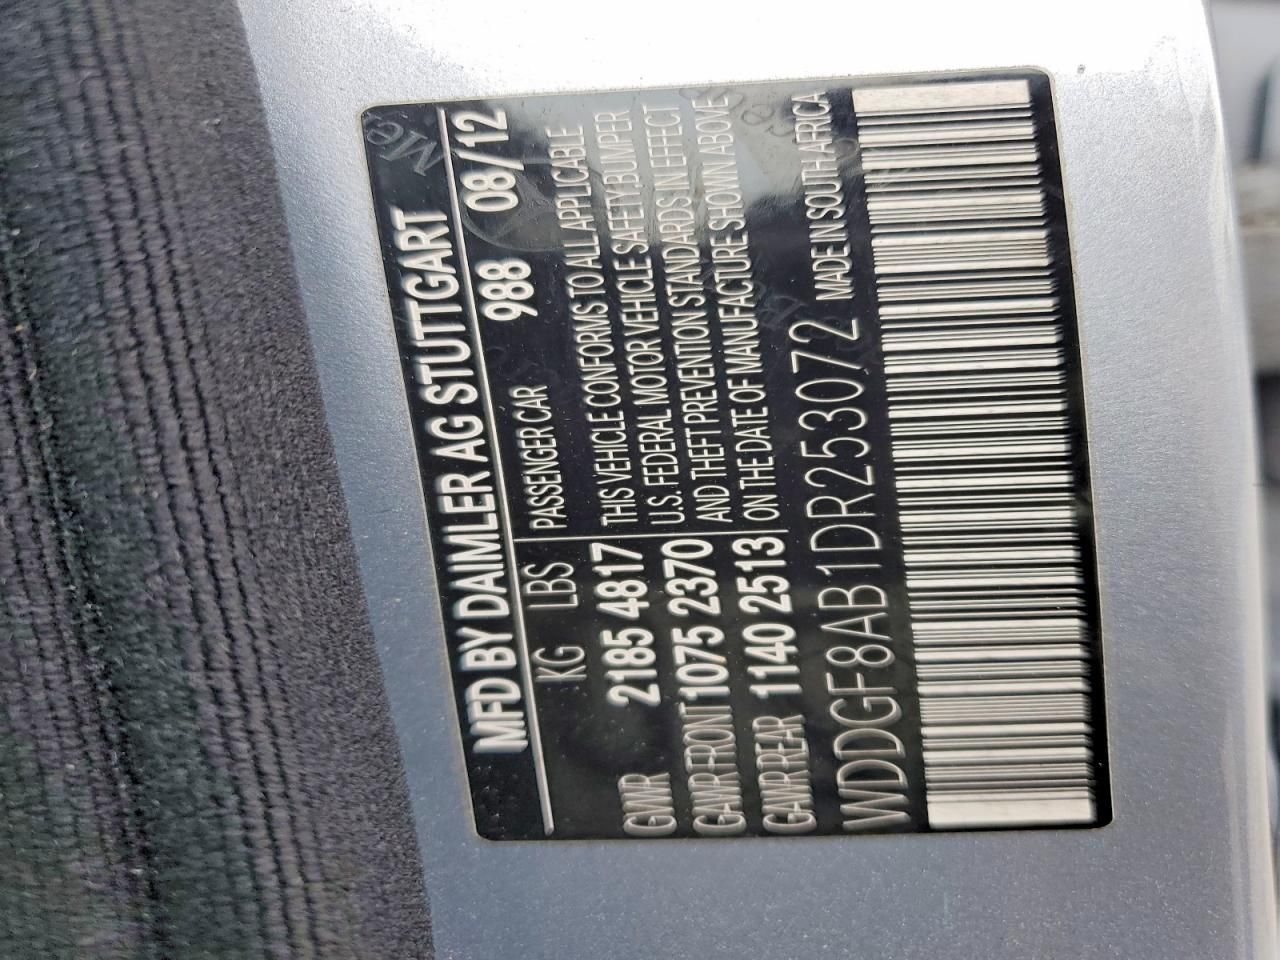 MFD BY DAIMLER AG STUTTGART
KG LBS 988 08/12
PASSENGER CAR
GWR 2185 4817 THIS VEHICLE CONFORMS TO ALL APPLICABLE
U.S. FEDERAL MOTOR VEHICLE SAFETY,BUMPER
GAWR-FRONT 1075 2370 AND THEFT PREVENTION STANDARDS IN EFFECT
GAWR-REAR 1140 2513 ON THE DATE OF MANUFACTURE SHOWN ABOVE
WDDGF8AB1DR253072 MADE IN SOUTH AFRICA